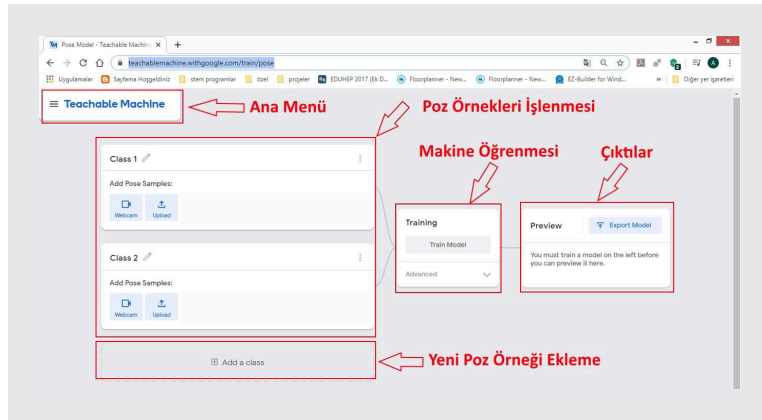 Pose Model - Teachable Machin
teachablemachine.withgoogle.com/train/pose
Uygulamalar Sayfama Hoşgeldiniz stem programlar özel projeler EDUHEP 2017 (Ek D... Floorplanner - New... Floorplanner - New... EZ-Builder for Wind... » Diğer yer işaretleri
Teachable Machine
Ana Menü
Poz Örnekleri İşlenmesi
Makine Öğrenmesi
Çıktılar
Class 1
Add Pose Samples:
Webcam Upload
Class 2
Add Pose Samples:
Webcam Upload
Training
Train Model
Advanced
Preview
Export Model
You must train a model on the left before
you can preview it here.
Add a class
Yeni Poz Örneği Ekleme